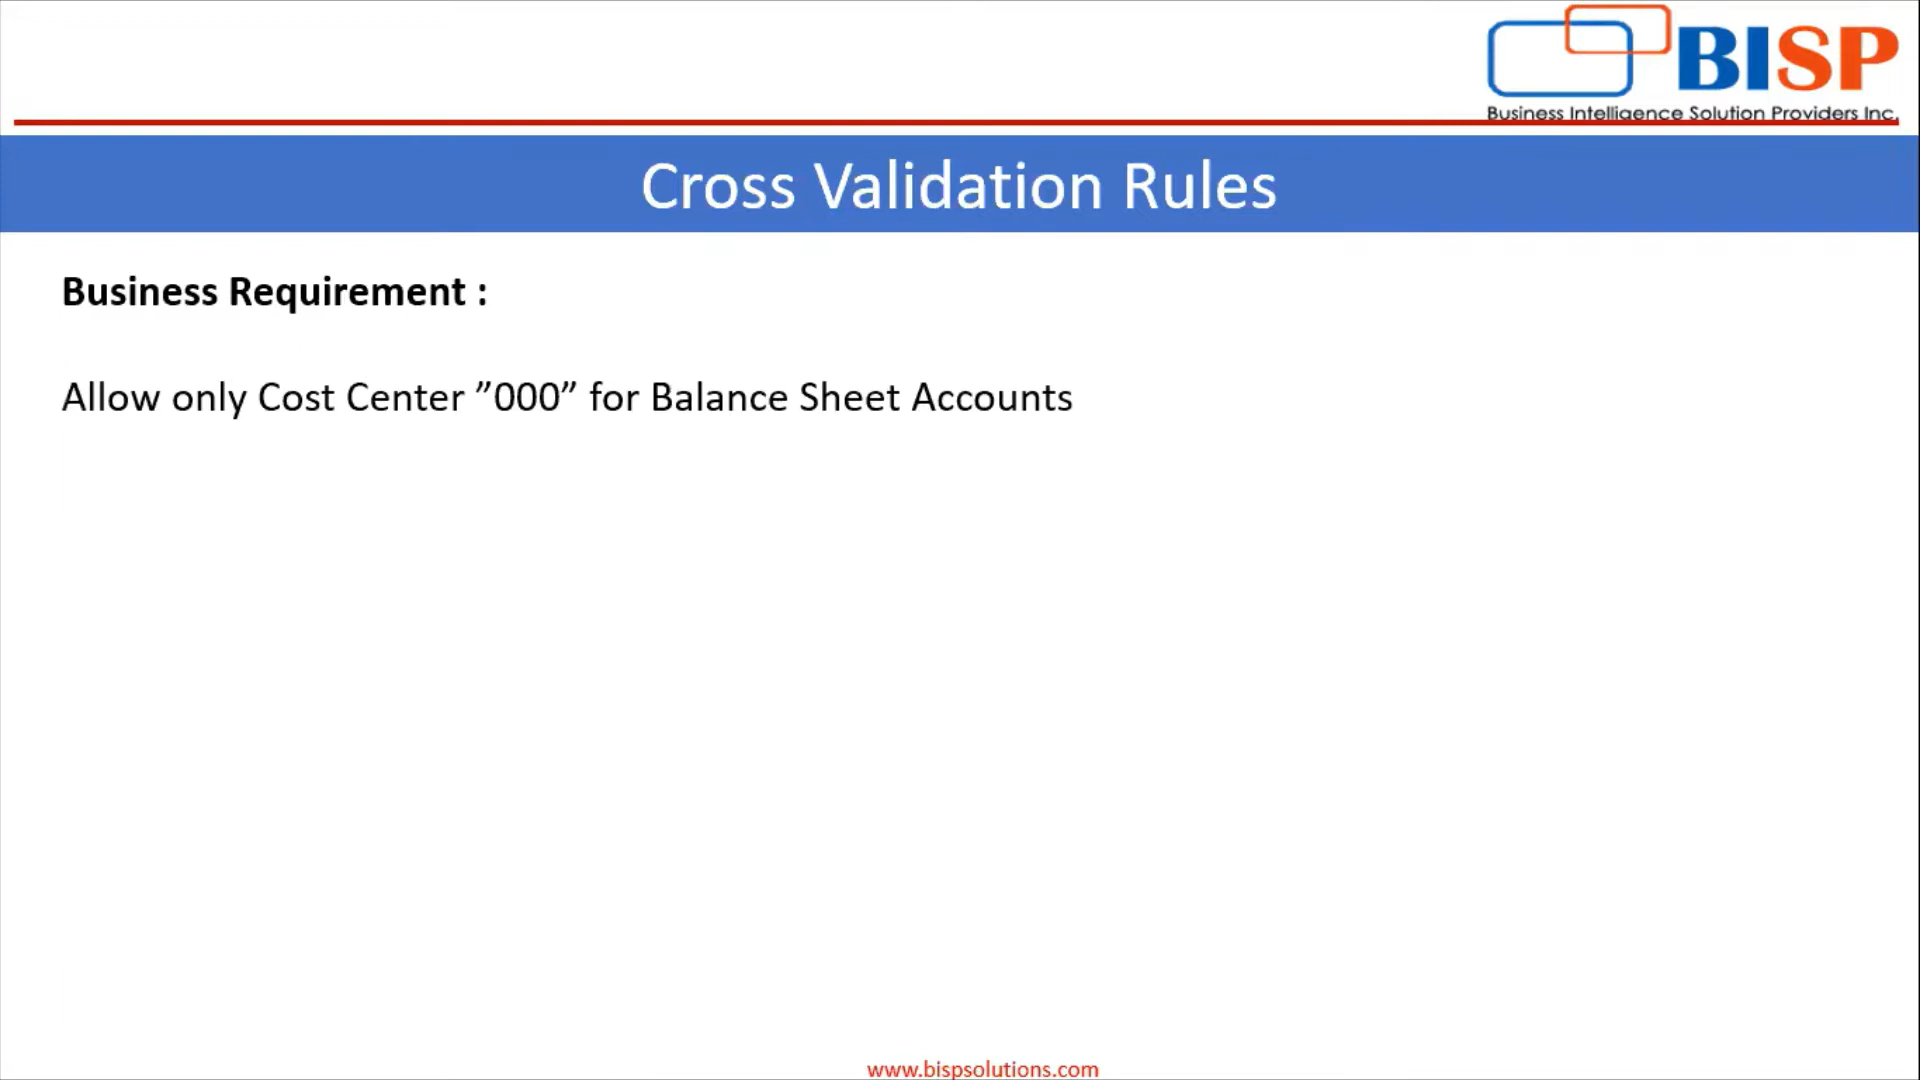 BISP
Business Intelligence Solution Providers Inc.
Cross Validation Rules
Business Requirement :
Allow only Cost Center ”000” for Balance Sheet Accounts
www.bispsolutions.com